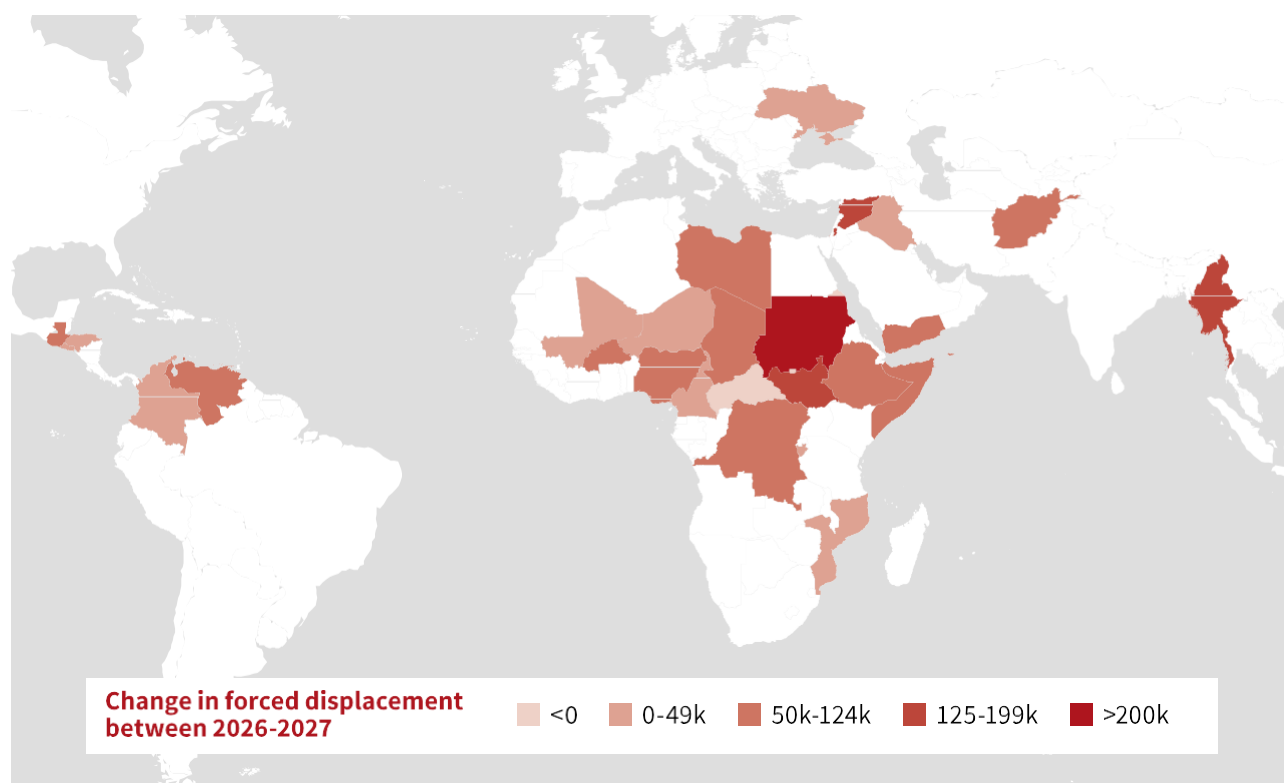 Change in forced displacement
between 2026-2027
<0
0-49k
50k-124k
125-199k
>200k